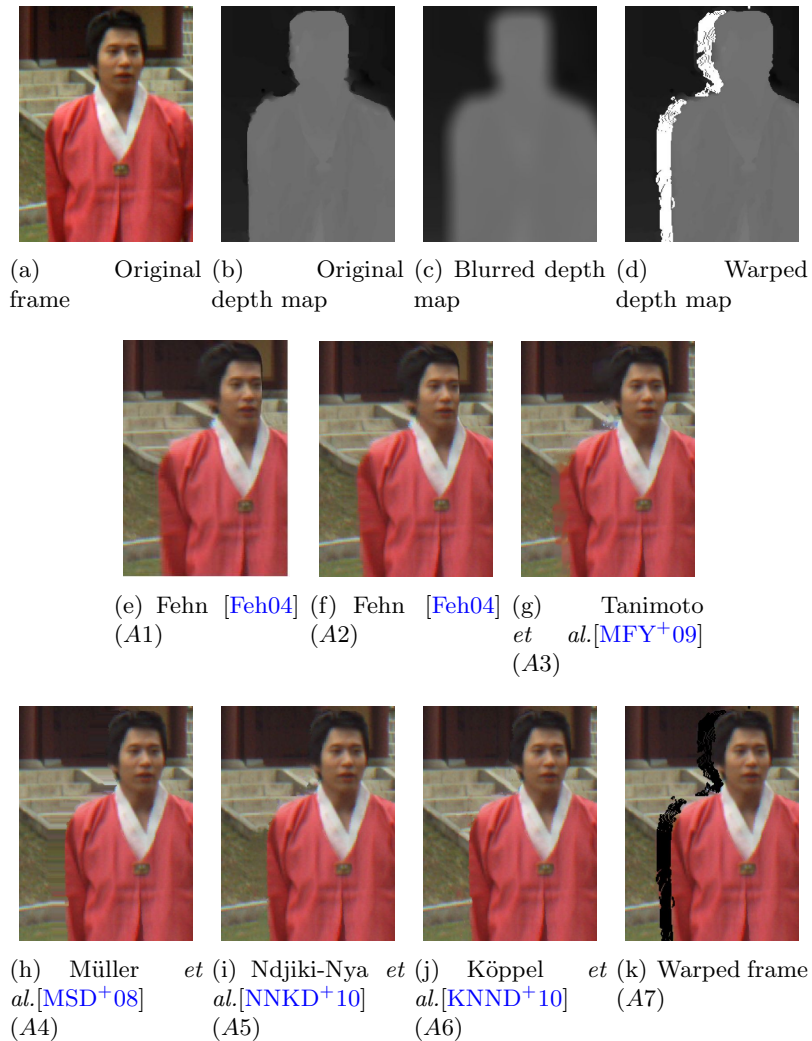 (a) Original
frame
(b) Original
depth map
(c) Blurred depth
map
(d) Warped
depth map
(e) Fehn [Feh04]
(A1)
(f) Fehn [Feh04]
(A2)
(g) Tanimoto
et al.[MFY+09]
(A3)
(h) Müller et
al.[MSD+08]
(A4)
(i) Ndjiki-Nya et
al.[NNKD+10]
(A5)
(j) Köppel et
al.[KNND+10]
(A6)
(k) Warped frame
(A7)